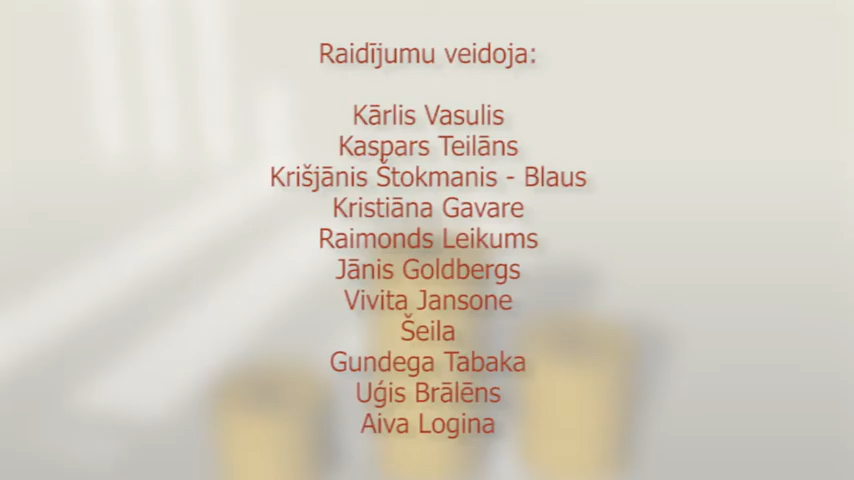 Raidījumu veidoja:
Kārlis Vasulis
Kaspars Teilāns
Krišjānis Štokmanis - Blaus
Kristiāna Gavare
Raimonds Leikums
Jānis Goldbergs
Vivita Jansone
Šeila
Gundega Tabaka
Uģis Brālēns
Aiva Logina